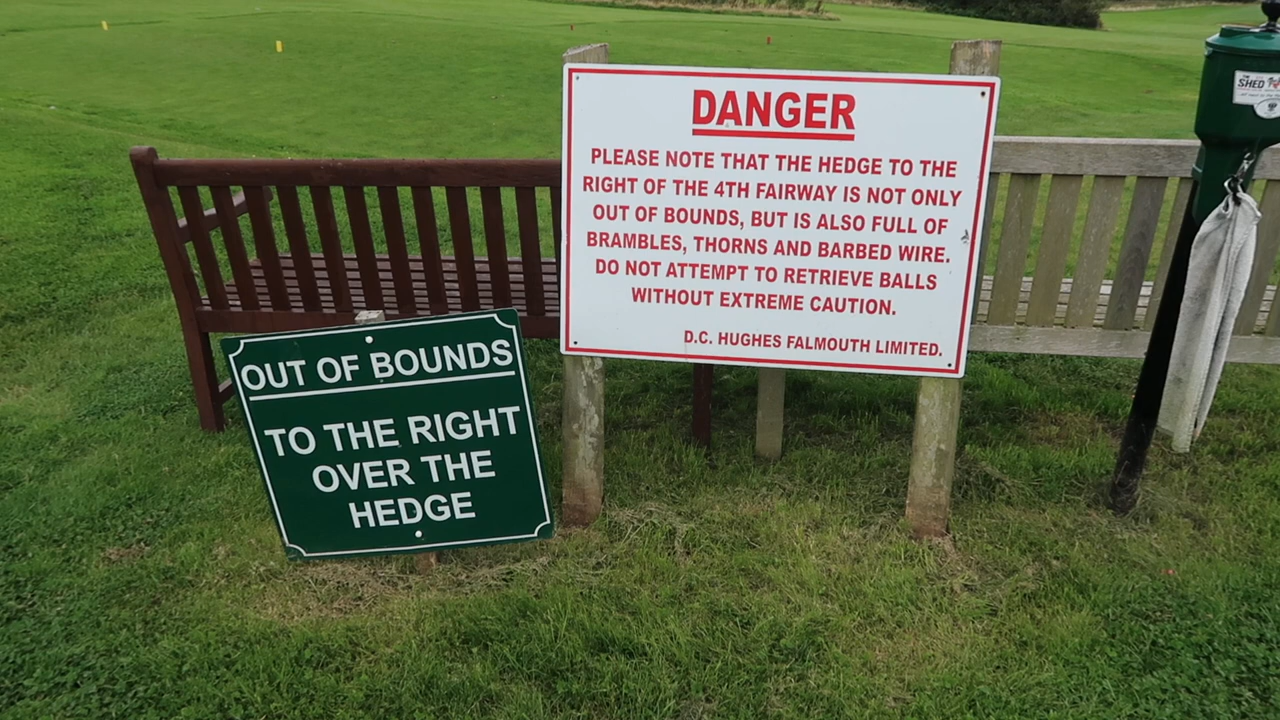 DANGER
PLEASE NOTE THAT THE HEDGE TO THE
RIGHT OF THE 4TH FAIRWAY IS NOT ONLY
OUT OF BOUNDS, BUT IS ALSO FULL OF
BRAMBLES, THORNS AND BARBED WIRE.
DO NOT ATTEMPT TO RETRIEVE BALLS
WITHOUT EXTREME CAUTION.
D.C. HUGHES FALMOUTH LIMITED.
OUT OF BOUNDS
TO THE RIGHT
OVER THE
HEDGE
SHED